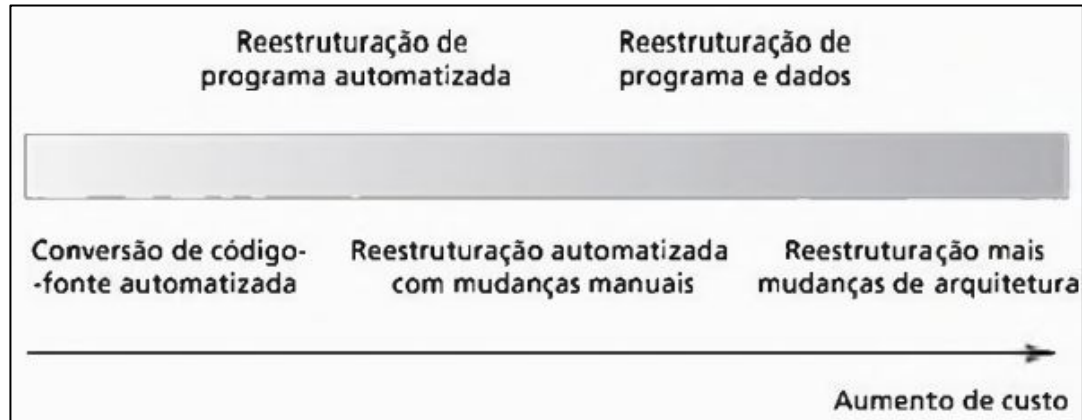 Reestruturação de
programa automatizada
Reestruturação de
programa e dados
Conversão de código-
-fonte automatizada
Reestruturação automatizada
com mudanças manuais
Reestruturação mais
mudanças de arquitetura
Aumento de custo